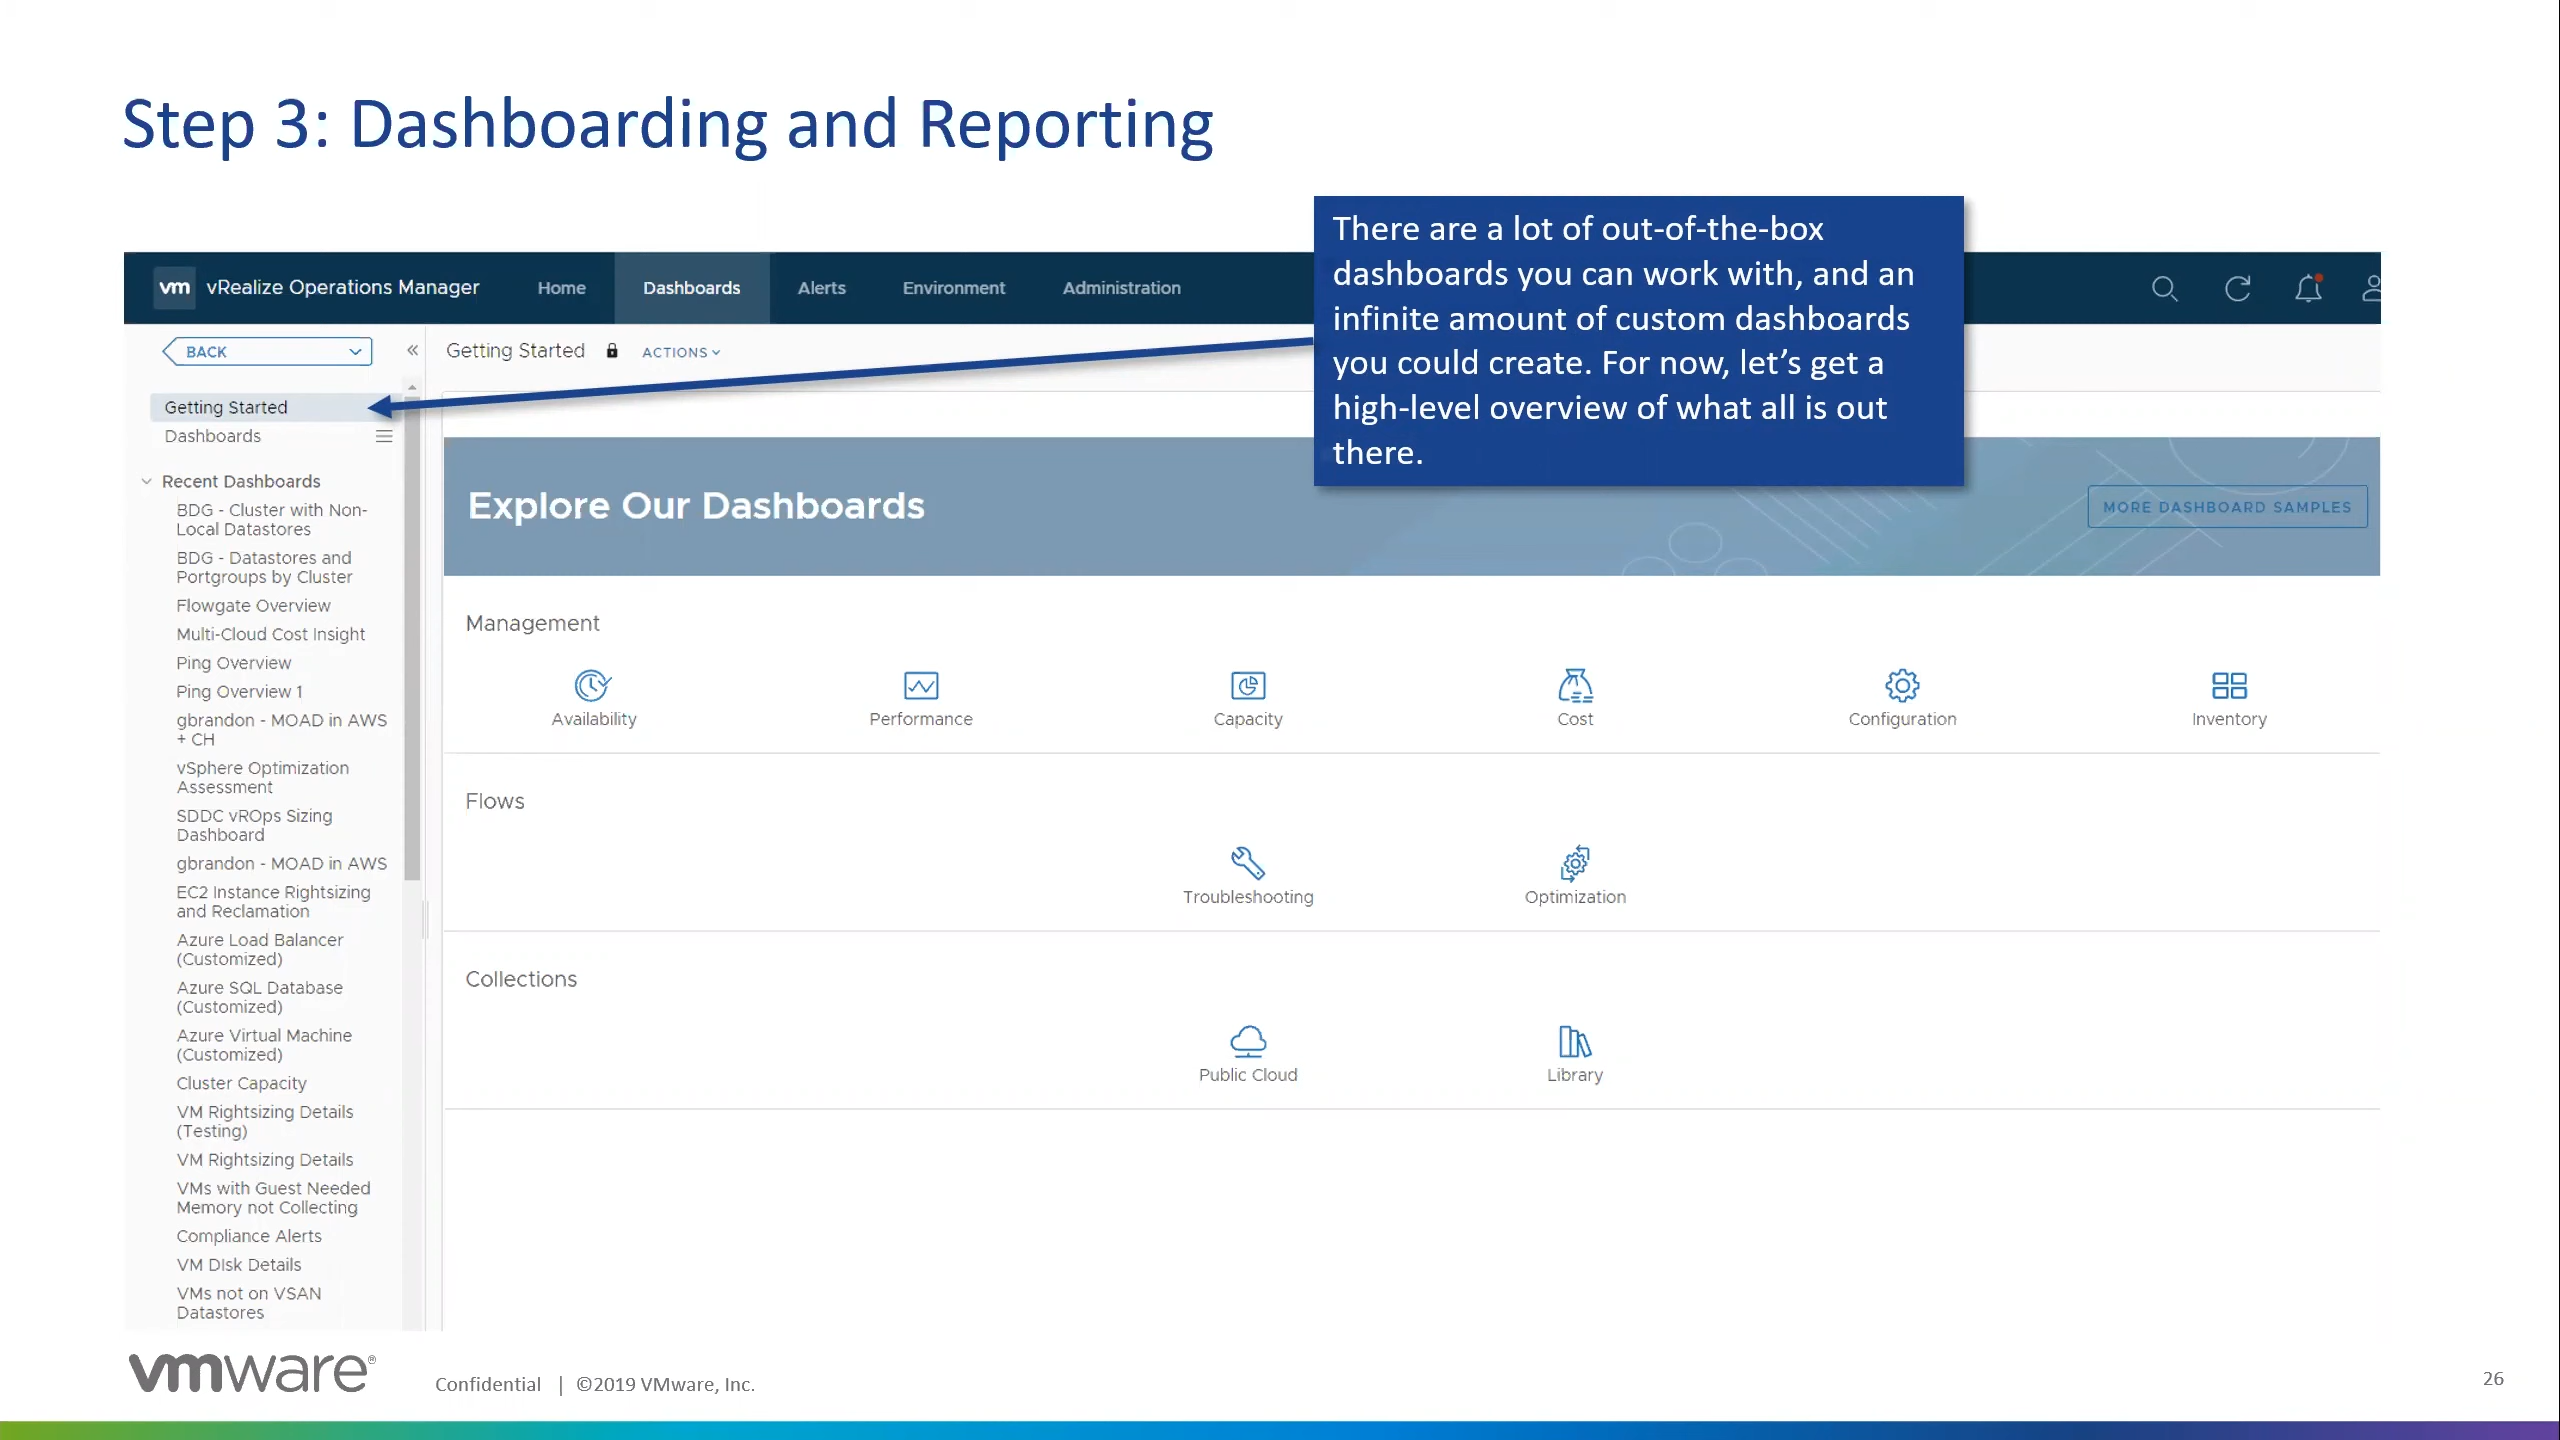 Step 3: Dashboarding and Reporting
There are a lot of out-of-the-box
dashboards you can work with, and an
infinite amount of custom dashboards
you could create. For now, let’s get a
high-level overview of what all is out
there.
vm vRealize Operations Manager Home Dashboards Alerts Environment Administration
BACK
Getting Started ACTIONS
Getting Started
Dashboards
Recent Dashboards
BDG - Cluster with Non-
Local Datastores
BDG - Datastores and
Portgroups by Cluster
Flowgate Overview
Multi-Cloud Cost Insight
Ping Overview
Ping Overview 1
gbrandon - MOAD in AWS
+ CH
vSphere Optimization
Assessment
SDDC vROps Sizing
Dashboard
gbrandon - MOAD in AWS
EC2 Instance Rightsizing
and Reclamation
Azure Load Balancer
(Customized)
Azure SQL Database
(Customized)
Azure Virtual Machine
(Customized)
Cluster Capacity
VM Rightsizing Details
(Testing)
VM Rightsizing Details
VMs with Guest Needed
Memory not Collecting
Compliance Alerts
VM DIsk Details
VMs not on VSAN
Datastores
Explore Our Dashboards
MORE DASHBOARD SAMPLES
Management
Availability Performance Capacity Cost Configuration Inventory
Flows
Troubleshooting Optimization
Collections
Public Cloud Library
vmware® Confidential | ©2019 VMware, Inc. 26